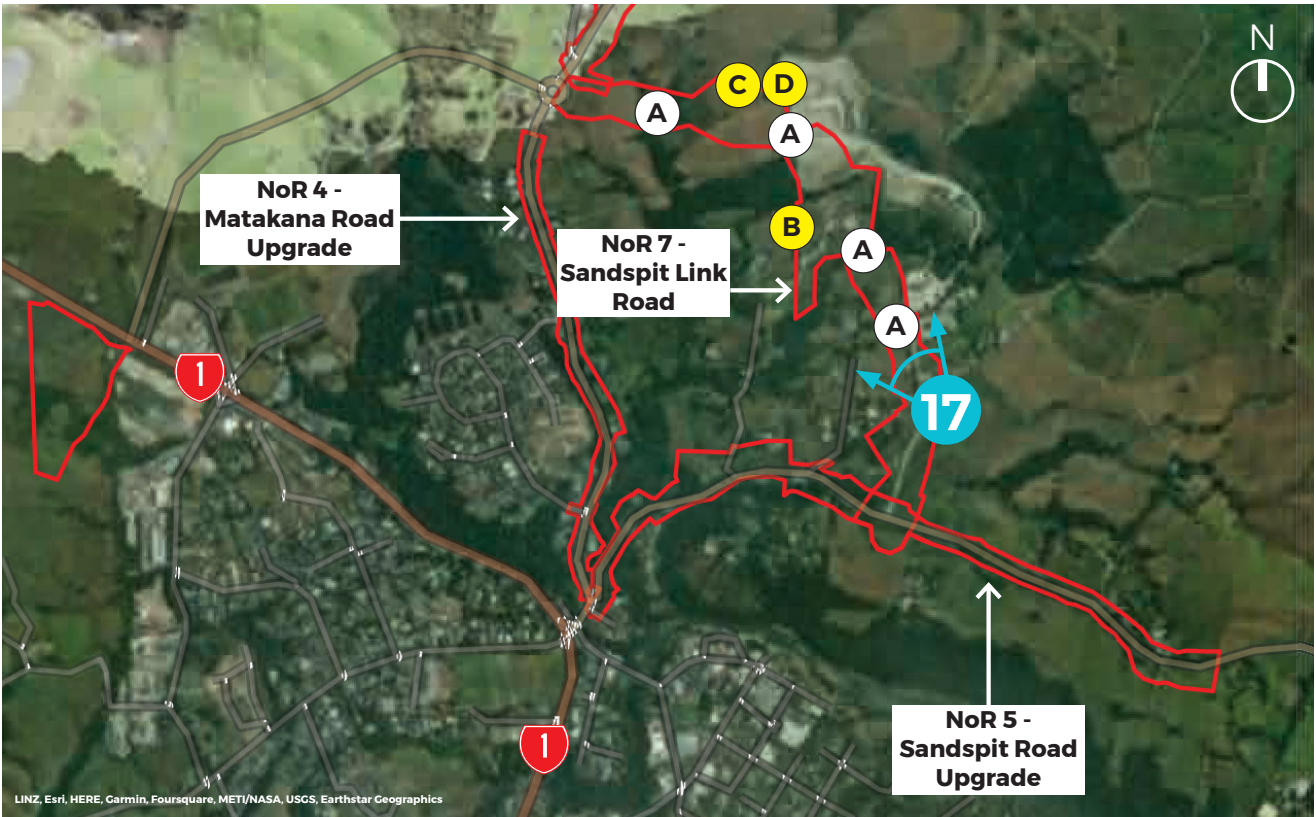 N
C
D
A
A
NoR 4 -
Matakana Road
Upgrade
B
NoR 7 -
Sandspit Link
Road
A
A
1
17
NoR 5 -
Sandspit Road
Upgrade
1
LINZ, Esri, HERE, Garmin, Foursquare, METI/NASA, USGS, Earthstar Geographics